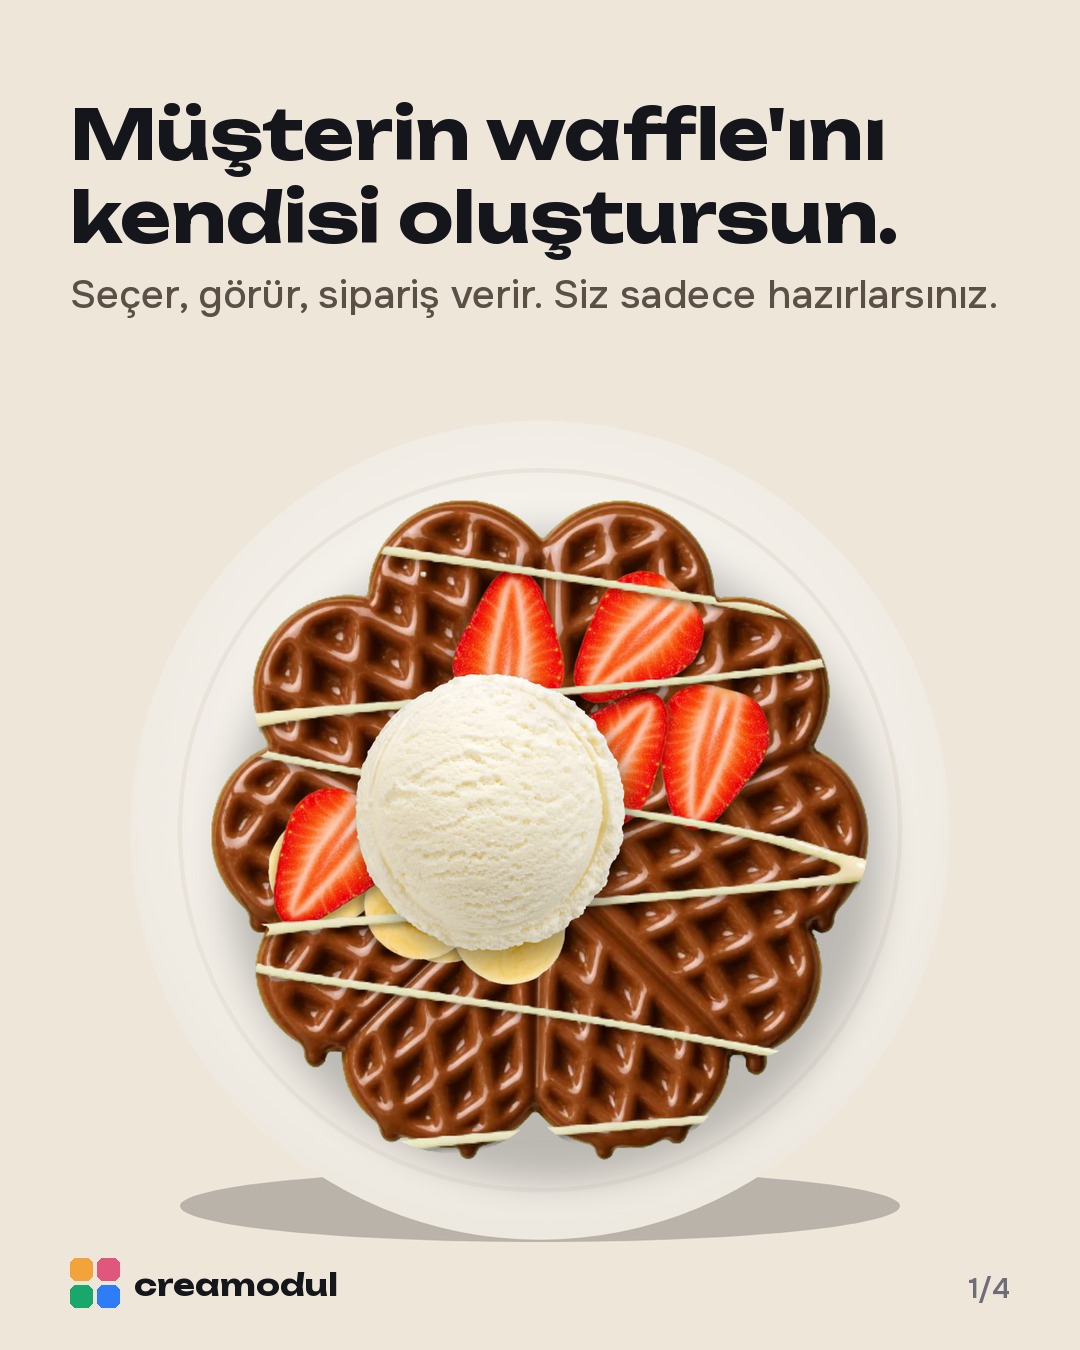 Müşterin waffle'ını
kendisi oluştursun.
Seçer, görür, sipariş verir. Siz sadece hazırlarsınız.
creamodul
1/4